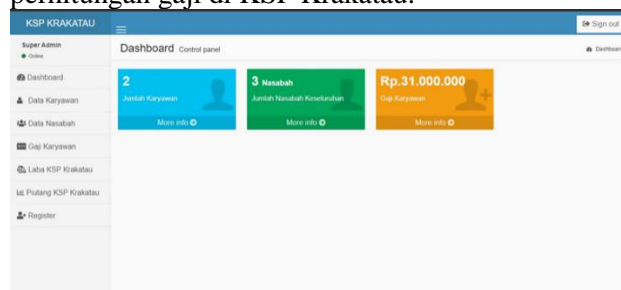 perhitungan gaji di KSP Krakatau.
KSP KRAKATAU
Sign out
Super Admin
Online
Dashboard Control panel
Dashboard
Dashboard
Data Karyawan
Data Nasabah
Gaji Karyawan
Laba KSP Krakatau
Piutang KSP Krakatau
Register
2
Jumlah Karyawan
More info
3 Nasabah
Jumlah Nasabah Keseluruhan
More info
Rp.31.000.000
Gaji Karyawan
More info